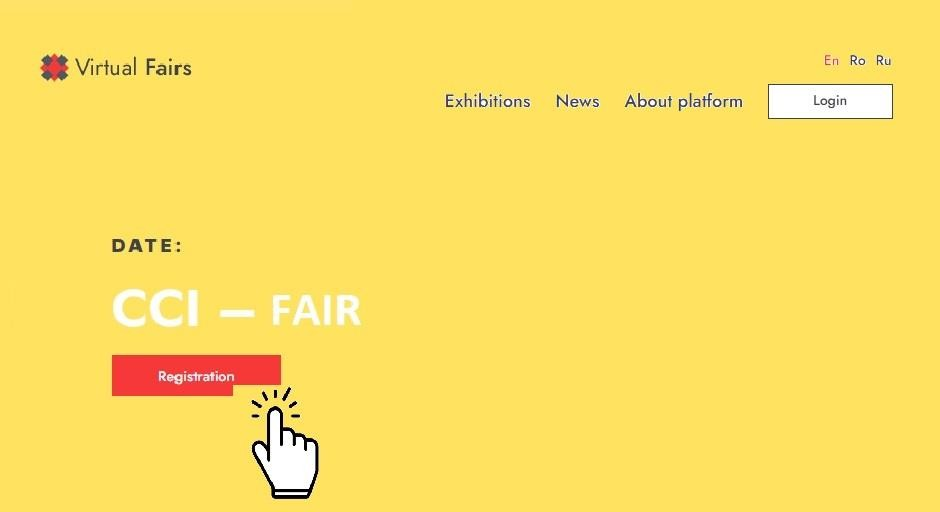 Virtual Fairs
En Ro Ru
Exhibitions News About platform Login
DATE:
CCI – FAIR
Registration